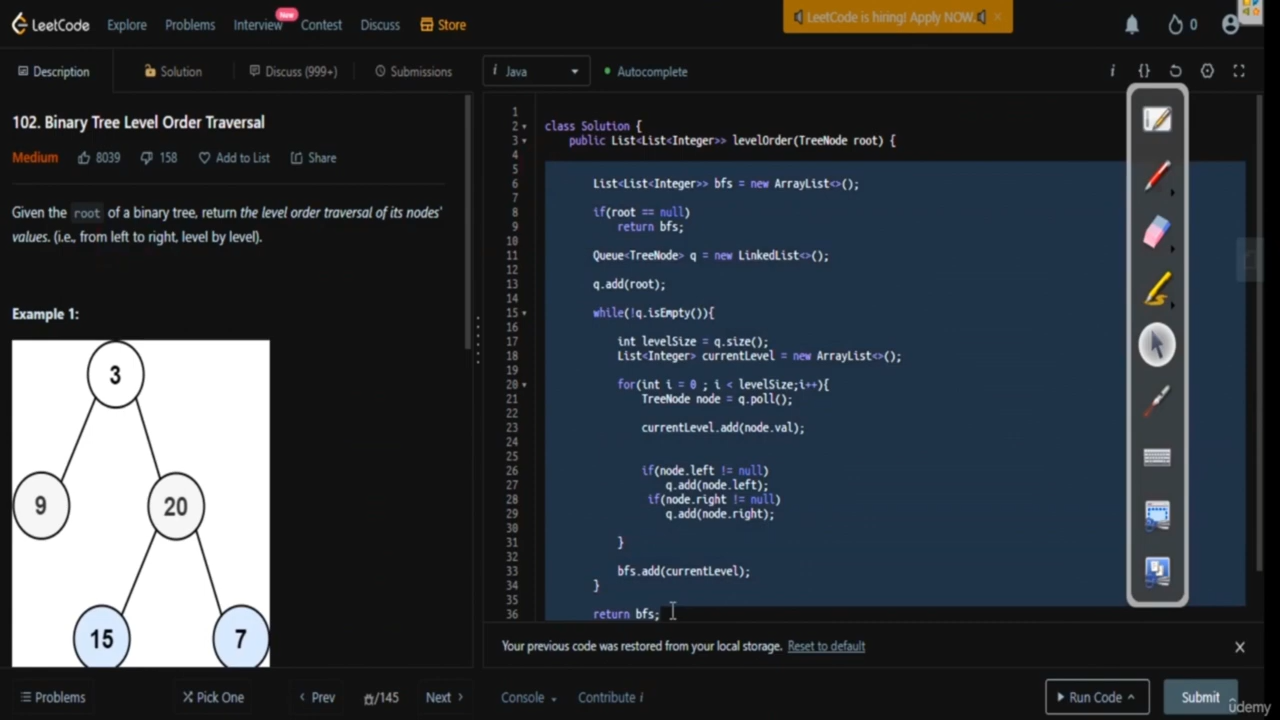 LeetCode Explore Problems Interview New Contest Discuss Store LeetCode is hiring! Apply NOW. × 0
Description Solution Discuss (999+) Submissions i Java Autocomplete i {}
102. Binary Tree Level Order Traversal
Medium 8039 158 Add to List Share
Given the root of a binary tree, return the level order traversal of its nodes'
values. (i.e., from left to right, level by level).
Example 1:
3
9 20
15 7
1
2 class Solution {
3 public List<List<Integer>> levelOrder(TreeNode root) {
4
5
6 List<List<Integer>> bfs = new ArrayList<>();
7
8 if(root == null)
9 return bfs;
10
11 Queue<TreeNode> q = new LinkedList<>();
12
13 q.add(root);
14
15 while(!q.isEmpty()){
16
17 int levelSize = q.size();
18 List<Integer> currentLevel = new ArrayList<>();
19
20 for(int i = 0 ; i < levelSize;i++){
21 TreeNode node = q.poll();
22
23 currentLevel.add(node.val);
24
25
26 if(node.left != null)
27 q.add(node.left);
28 if(node.right != null)
29 q.add(node.right);
30
31 }
32
33 bfs.add(currentLevel);
34 }
35
36 return bfs;
Your previous code was restored from your local storage. Reset to default ×
Problems Pick One < Prev /145 Next > Console Contribute i Run Code Submit
udemy